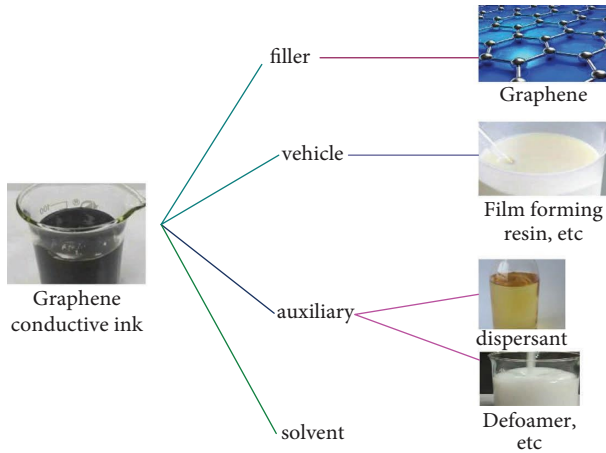 filler
Graphene
vehicle
Film forming
resin, etc
Graphene
conductive ink
auxiliary
dispersant
Defoamer,
etc
solvent